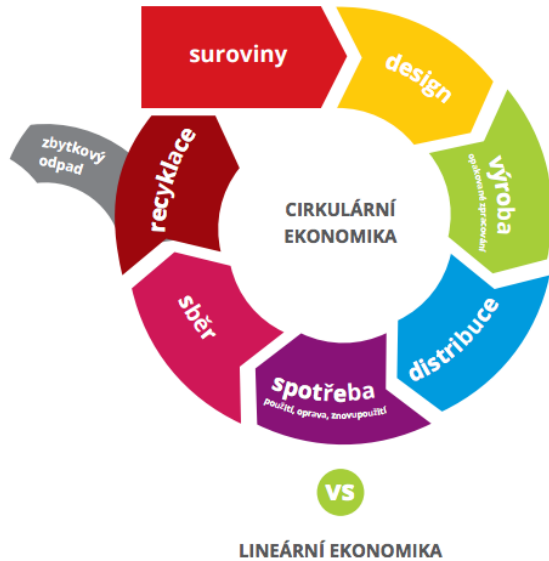 suroviny
design
výroba
opakované zpracování
distribuce
spotřeba
použití, oprava, znovupoužití
sběr
recyklace
zbytkový
odpad
CIRKULÁRNÍ
EKONOMIKA
VS
LINEÁRNÍ EKONOMIKA